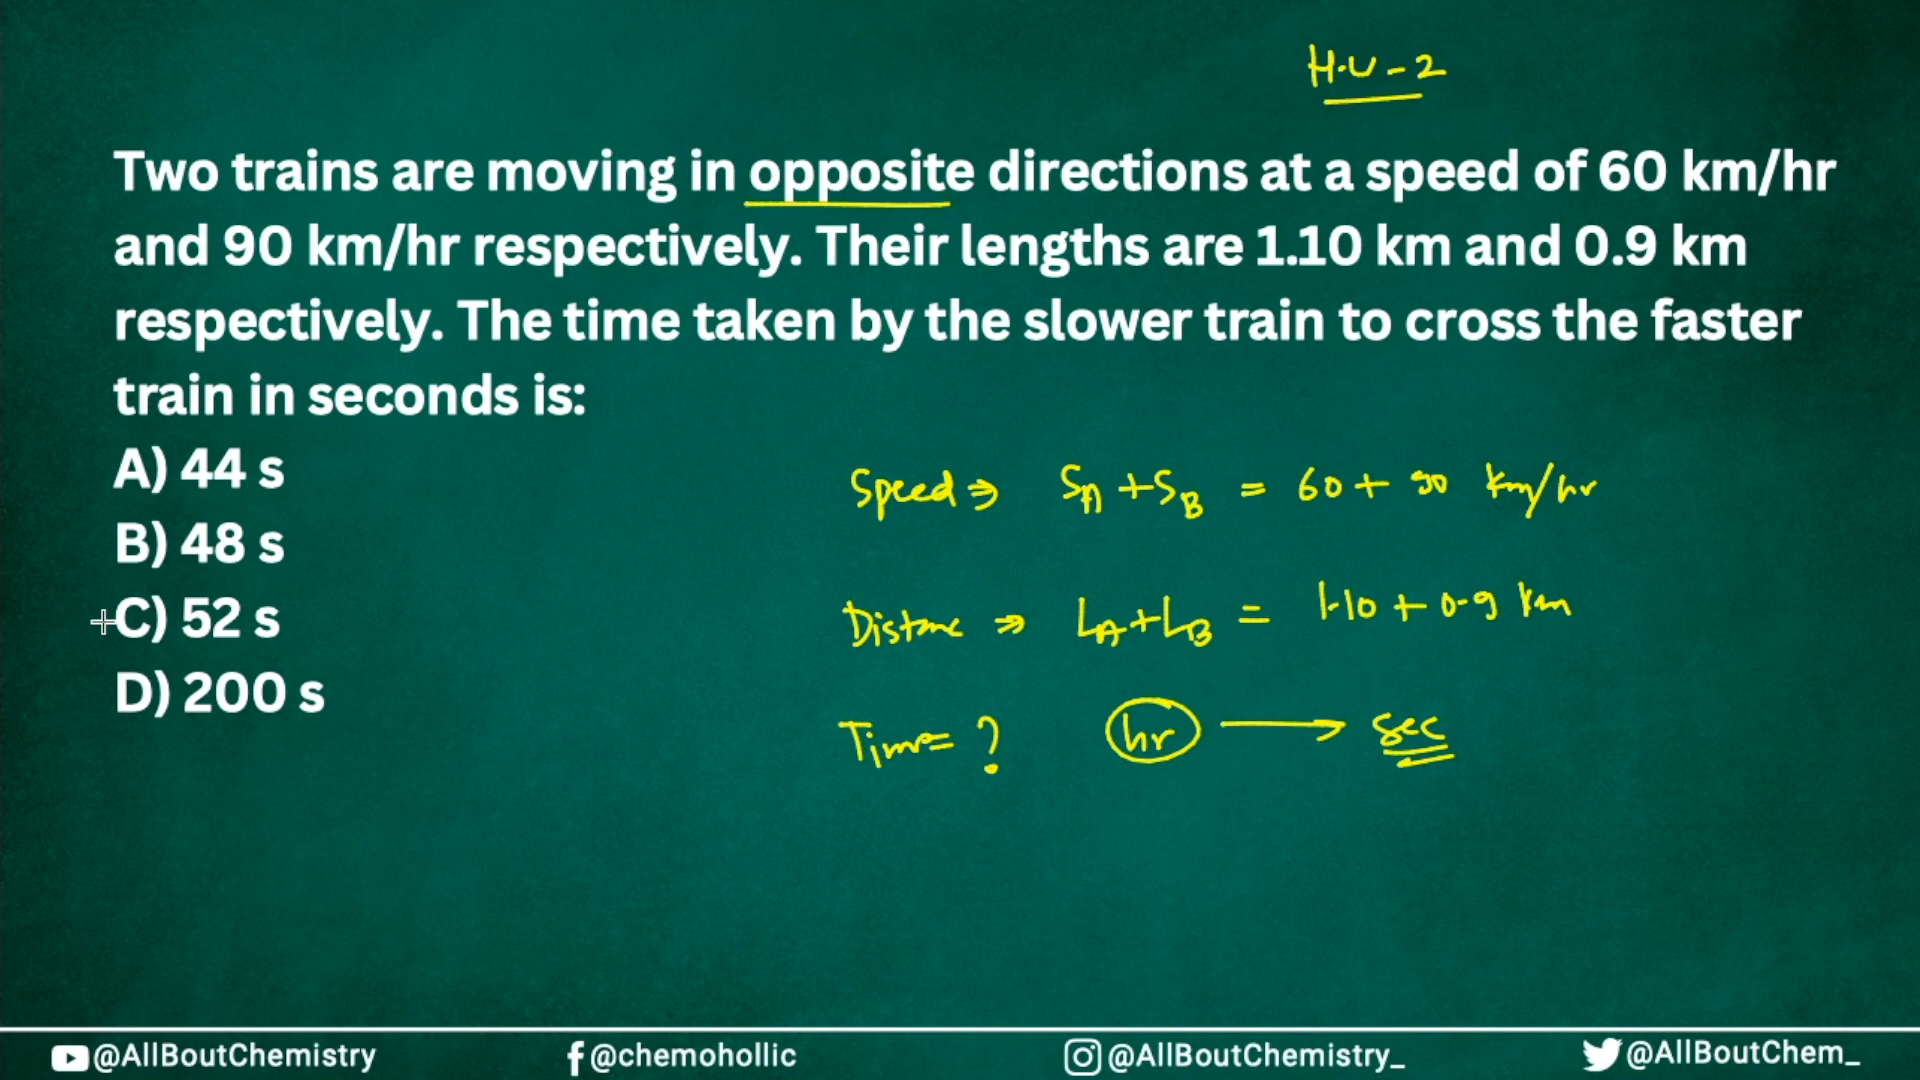 H.W-2
Two trains are moving in opposite directions at a speed of 60 km/hr
and 90 km/hr respectively. Their lengths are 1.10 km and 0.9 km
respectively. The time taken by the slower train to cross the faster
train in seconds is:
A) 44 s
B) 48 s
C) 52 s
D) 200 s
Speed ⇒ SA + SB = 60 + 90 km/hr
Distance ⇒ LA + LB = 1.10 + 0.9 km
Time = ? hr → sec
@AllBoutChemistry @chemohollic @AllBoutChemistry_ @AllBoutChem_